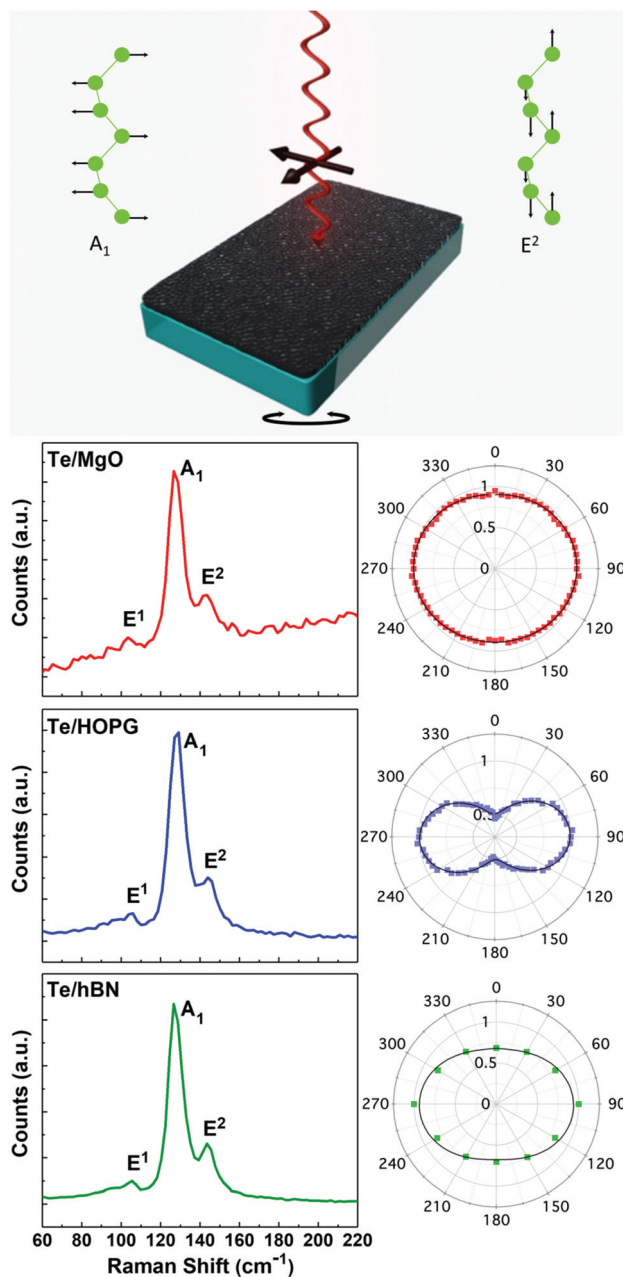 A₁
E²
Te/MgO
A₁
E¹
E²
Counts (a.u.)
0
30
60
90
120
150
180
210
240
270
300
330
1
0.5
0
Te/HOPG
A₁
E¹
E²
Counts (a.u.)
0
30
60
90
120
150
180
210
240
270
300
330
1
Te/hBN
A₁
E¹
E²
Counts (a.u.)
60 80 100 120 140 160 180 200 220
Raman Shift (cm⁻¹)
0
30
60
90
120
150
180
210
240
270
300
330
1
0.5
0